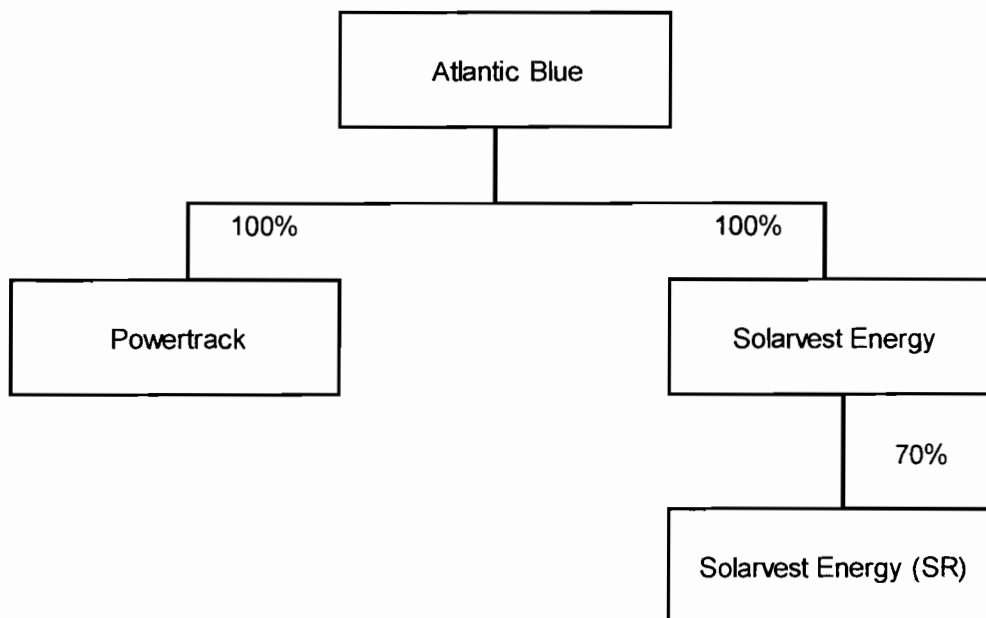 Atlantic Blue
100%
100%
Powertrack
Solarvest Energy
70%
Solarvest Energy (SR)